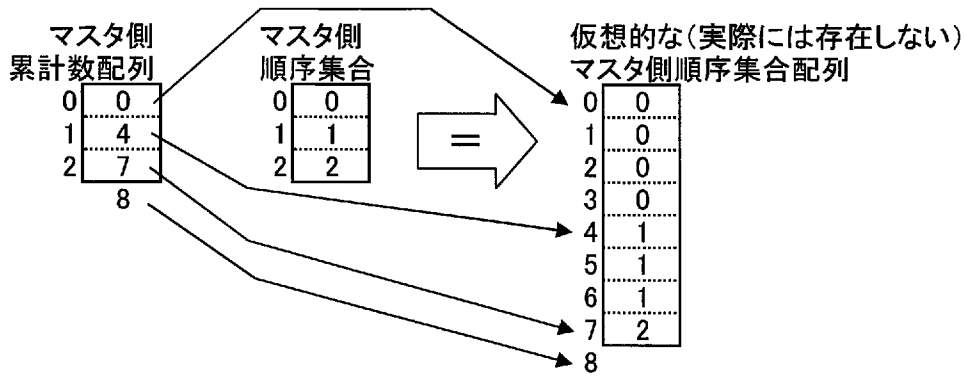 マスタ側
累計数配列
0 0
1 4
2 7
8
マスタ側
順序集合
0 0
1 1
2 2
=
仮想的な(実際には存在しない)
マスタ側順序集合配列
0 0
1 0
2 0
3 0
4 1
5 1
6 1
7 2
8